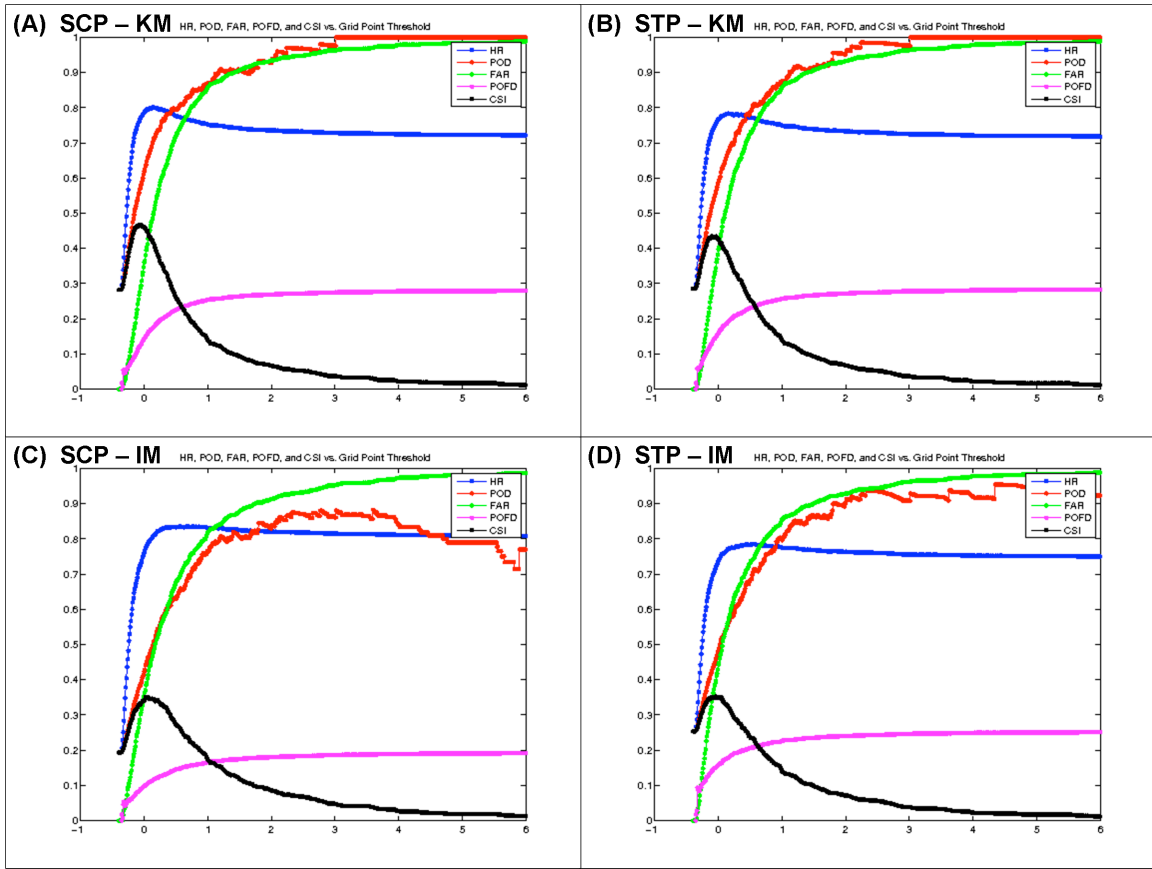 (A) SCP – KM
HR, POD, FAR, POFD, and CSI vs. Grid Point Threshold
1
0.9
0.8
0.7
0.6
0.5
0.4
0.3
0.2
0.1
0
-1
0
1
2
3
4
5
6
HR
POD
FAR
POFD
CSI
(B) STP – KM
HR, POD, FAR, POFD, and CSI vs. Grid Point Threshold
1
0.9
0.8
0.7
0.6
0.5
0.4
0.3
0.2
0.1
0
-1
0
1
2
3
4
5
6
HR
POD
FAR
POFD
CSI
(C) SCP – IM
HR, POD, FAR, POFD, and CSI vs. Grid Point Threshold
1
0.9
0.8
0.7
0.6
0.5
0.4
0.3
0.2
0.1
0
-1
0
1
2
3
4
5
6
HR
POD
FAR
POFD
CSI
(D) STP – IM
HR, POD, FAR, POFD, and CSI vs. Grid Point Threshold
1
0.9
0.8
0.7
0.6
0.5
0.4
0.3
0.2
0.1
0
-1
0
1
2
3
4
5
6
HR
POD
FAR
POFD
CSI